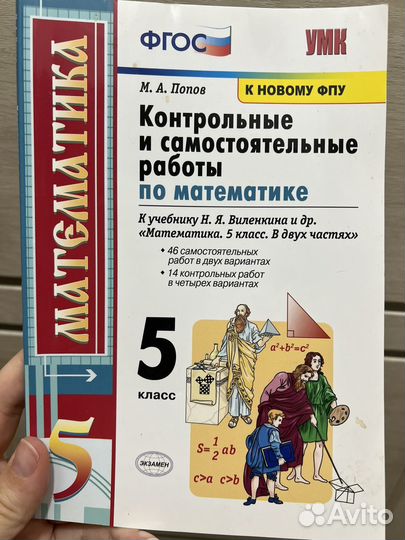 ФГОС
УМК
М. А. Попов
К НОВОМУ ФПУ
Контрольные
и самостоятельные
работы
по математике
К учебнику Н. Я. Виленкина и др.
«Математика. 5 класс. В двух частях»
• 46 самостоятельных
работ в двух вариантах
• 14 контрольных работ
в четырех вариантах
МАТЕМАТИКА
5
5
класс
a²+b²=c²
S=1/2 ab
c>a c>b
ЭКЗАМЕН
Avito